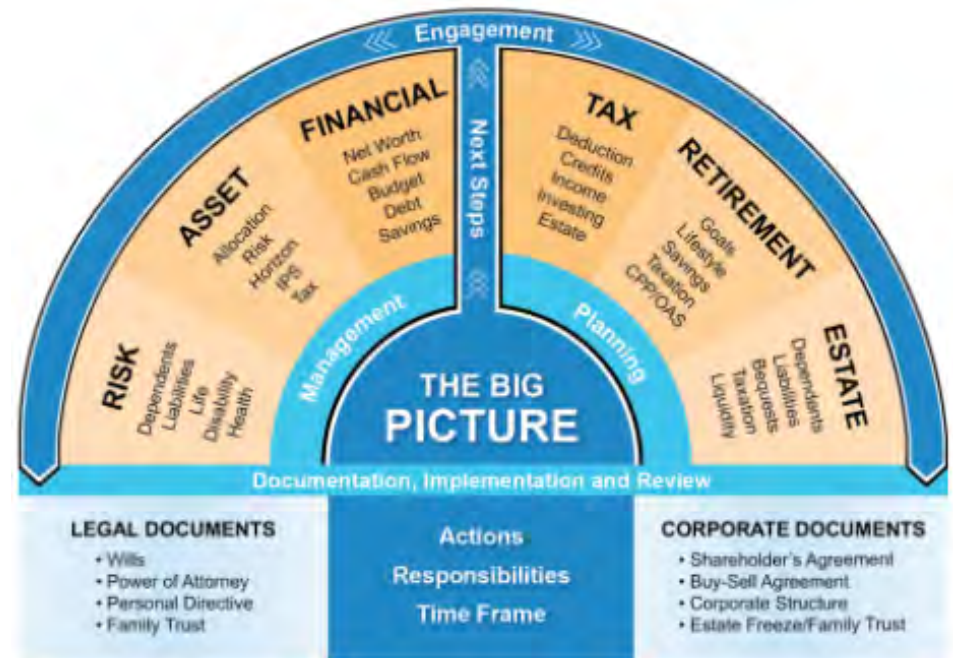 Engagement
Next Steps
FINANCIAL
Net Worth
Cash Flow
Budget
Debt
Savings
ASSET
Allocation
Risk
Horizon
IPS
Tax
RISK
Dependents
Liabilities
Life
Disability
Health
Management
TAX
Deduction
Credits
Income
Investing
Estate
RETIREMENT
Goals
Lifestyle
Savings
Taxation
CPP/OAS
ESTATE
Dependants
Liabilities
Bequests
Taxation
Liquidity
Planning
THE BIG
PICTURE
Documentation, Implementation and Review
LEGAL DOCUMENTS
• Wills
• Power of Attorney
• Personal Directive
• Family Trust
Actions
Responsibilities
Time Frame
CORPORATE DOCUMENTS
• Shareholder's Agreement
• Buy-Sell Agreement
• Corporate Structure
• Estate Freeze/Family Trust